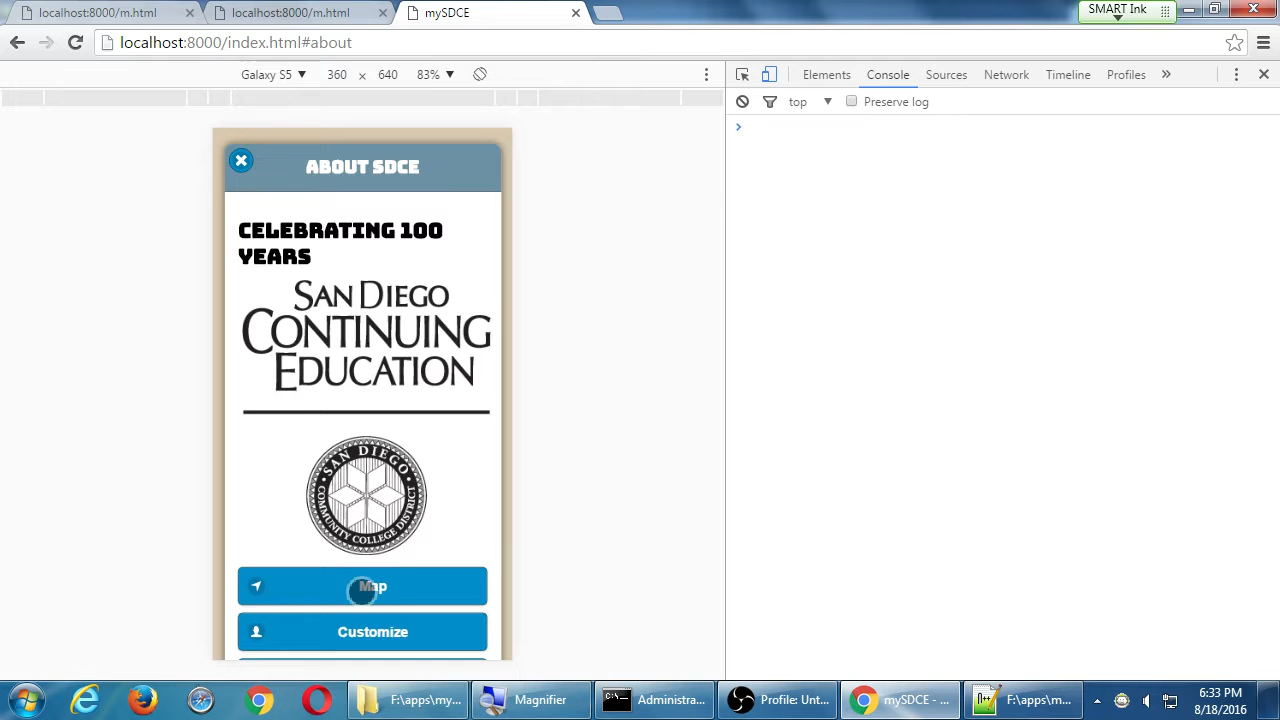 localhost:8000/m.html
localhost:8000/m.html
mySDCE
SMART Ink
localhost:8000/index.html#about
Galaxy S5 ▼ 360 x 640 83% ▼
Elements Console Sources Network Timeline Profiles »
top ▼ Preserve log
ABOUT SDCE
CELEBRATING 100
YEARS
SAN DIEGO
CONTINUING
EDUCATION
SAN DIEGO
COMMUNITY COLLEGE DISTRICT
Map
Customize
F:\apps\my...
Magnifier
Administra...
Profile: Unt...
mySDCE - ...
F:\apps\m...
6:33 PM
8/18/2016